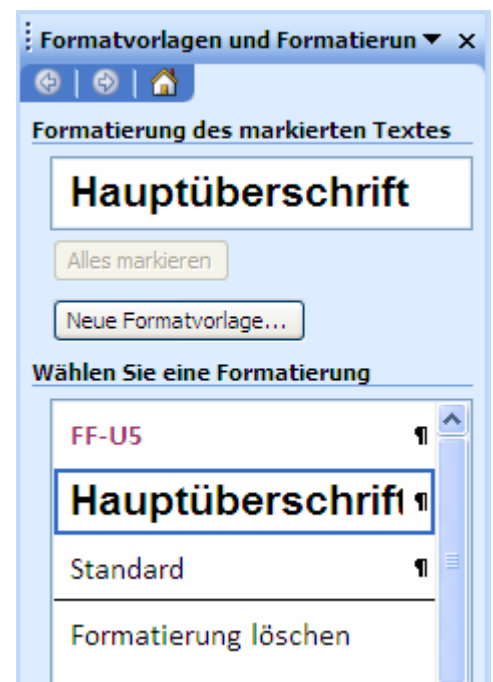 Formatvorlagen und Formatierun
Formatierung des markierten Textes
Hauptüberschrift
Alles markieren
Neue Formatvorlage...
Wählen Sie eine Formatierung
FF-U5 ¶
Hauptüberschrift ¶
Standard ¶
Formatierung löschen